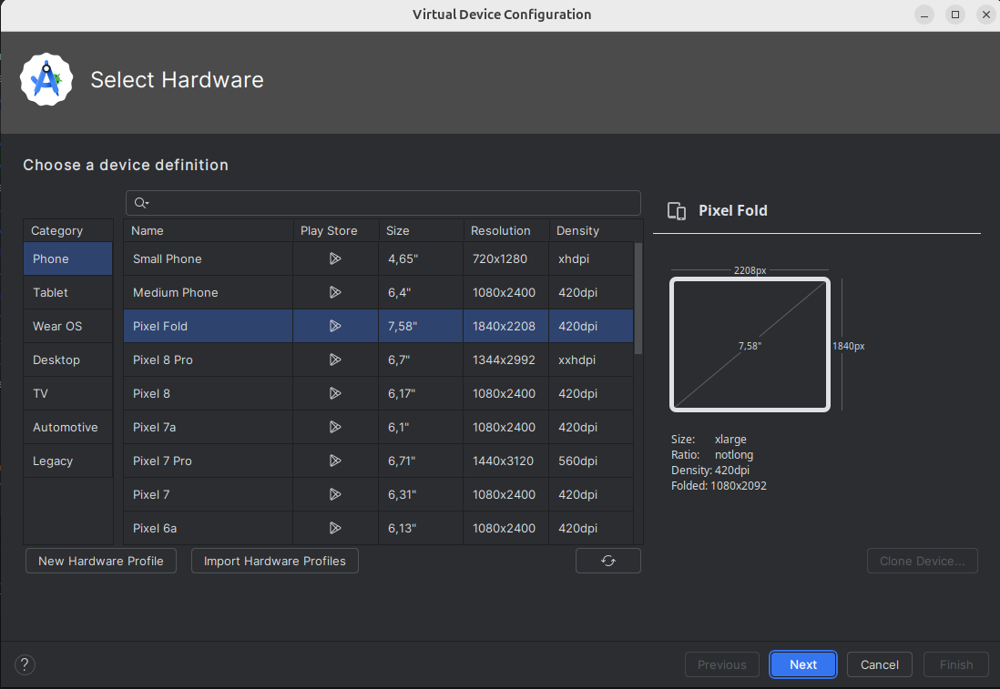 Virtual Device Configuration
Select Hardware
Choose a device definition
Category
Phone
Tablet
Wear OS
Desktop
TV
Automotive
Legacy
Name Play Store Size Resolution Density
Small Phone 4,65" 720x1280 xhdpi
Medium Phone 6,4" 1080x2400 420dpi
Pixel Fold 7,58" 1840x2208 420dpi
Pixel 8 Pro 6,7" 1344x2992 xxhdpi
Pixel 8 6,17" 1080x2400 420dpi
Pixel 7a 6,1" 1080x2400 420dpi
Pixel 7 Pro 6,71" 1440x3120 560dpi
Pixel 7 6,31" 1080x2400 420dpi
Pixel 6a 6,13" 1080x2400 420dpi
New Hardware Profile Import Hardware Profiles
Pixel Fold
2208px
7,58" 1840px
Size: xlarge
Ratio: notlong
Density: 420dpi
Folded: 1080x2092
Clone Device...
? Previous Next Cancel Finish